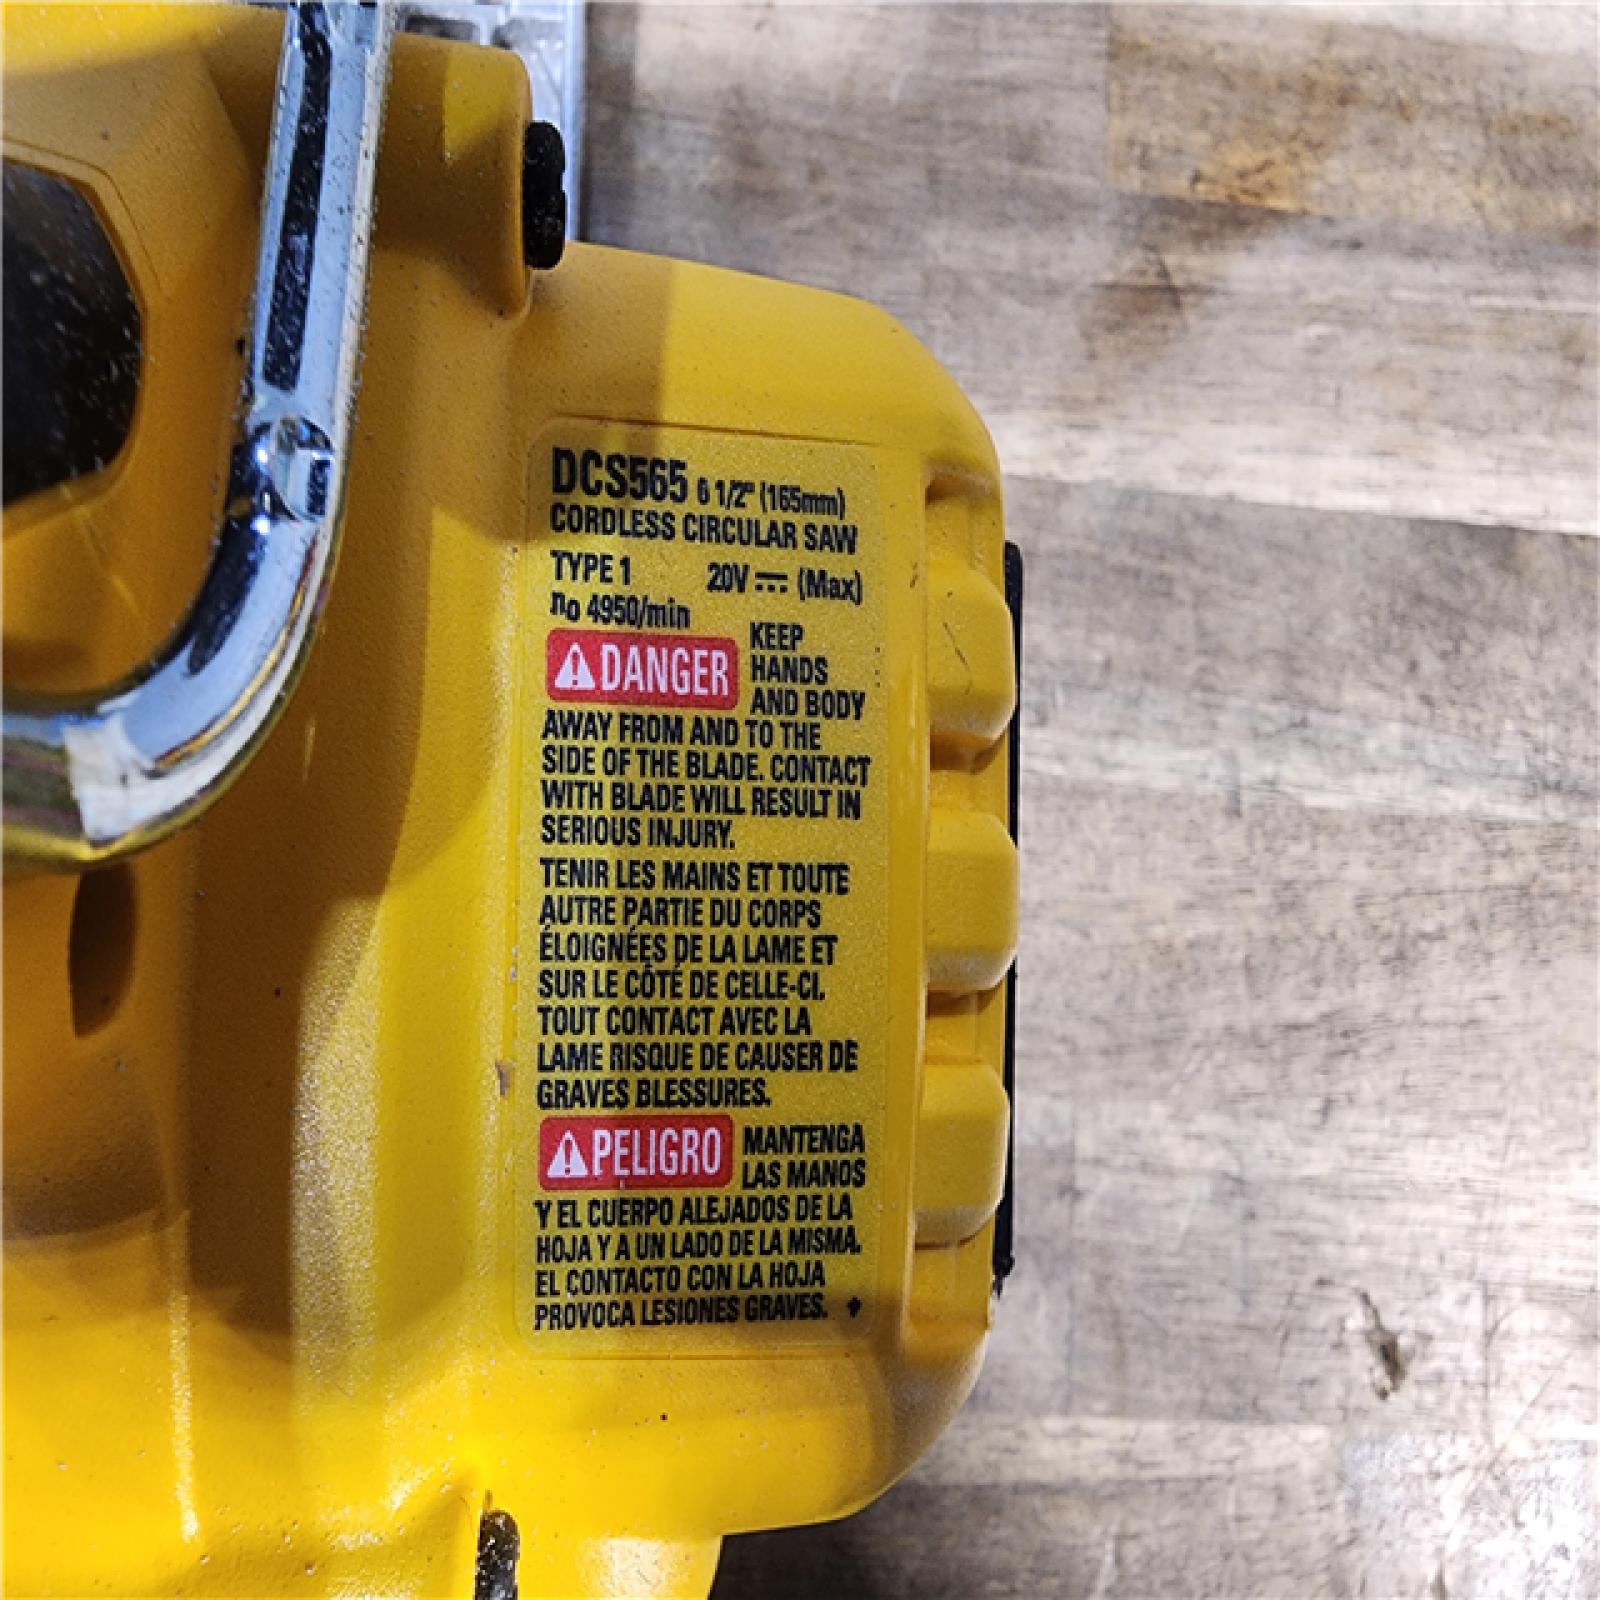 DCS565 6 1/2" (165mm)
CORDLESS CIRCULAR SAW
TYPE 1 20V ⎓ (Max)
no 4950/min
⚠DANGER KEEP
HANDS
AND BODY
AWAY FROM AND TO THE
SIDE OF THE BLADE. CONTACT
WITH BLADE WILL RESULT IN
SERIOUS INJURY.
TENIR LES MAINS ET TOUTE
AUTRE PARTIE DU CORPS
ÉLOIGNÉES DE LA LAME ET
SUR LE CÔTÉ DE CELLE-CI.
TOUT CONTACT AVEC LA
LAME RISQUE DE CAUSER DE
GRAVES BLESSURES.
⚠PELIGRO MANTENGA
LAS MANOS
Y EL CUERPO ALEJADOS DE LA
HOJA Y A UN LADO DE LA MISMA.
EL CONTACTO CON LA HOJA
PROVOCA LESIONES GRAVES.